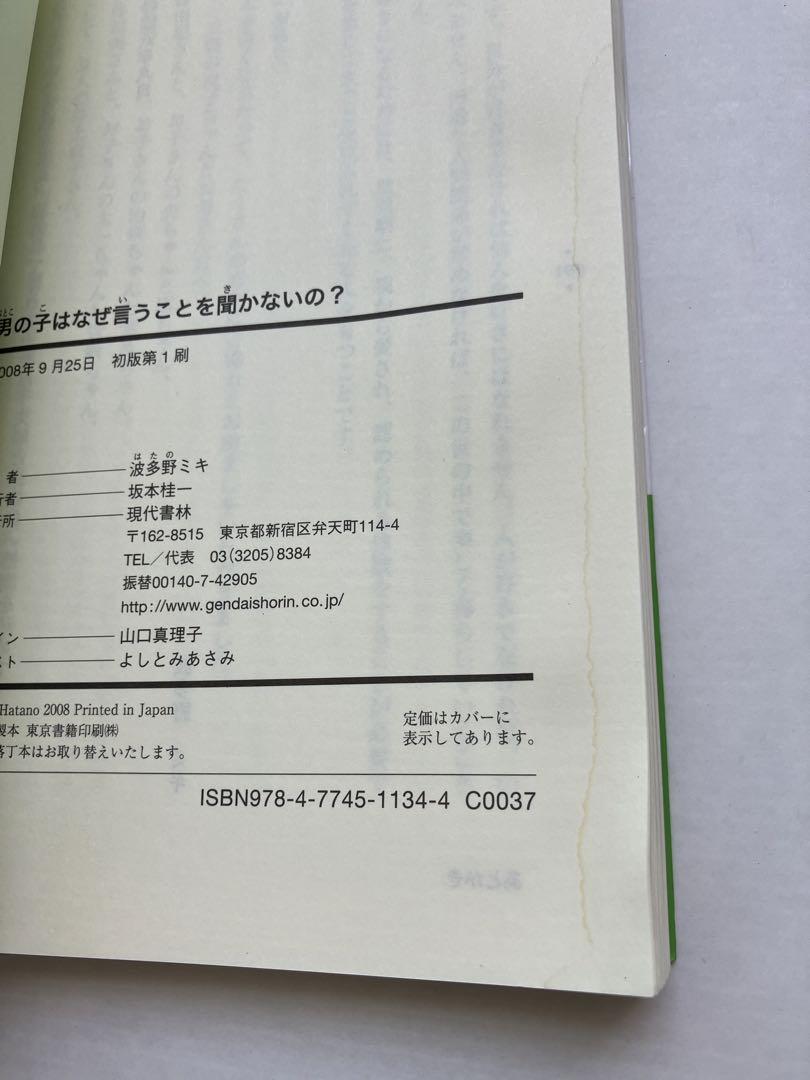 男の子はなぜ言うことを聞かないの？
008年9月25日 初版第1刷
者 波多野ミキ
行者 坂本桂一
行所 現代書林
〒162-8515 東京都新宿区弁天町114-4
TEL／代表 03(3205)8384
振替00140-7-42905
http://www.gendaishorin.co.jp/
イン 山口真理子
スト よしとみあさみ
Hatano 2008 Printed in Japan
製本 東京書籍印刷㈱
落丁本はお取り替えいたします。
定価はカバーに
表示してあります。
ISBN978-4-7745-1134-4 C0037